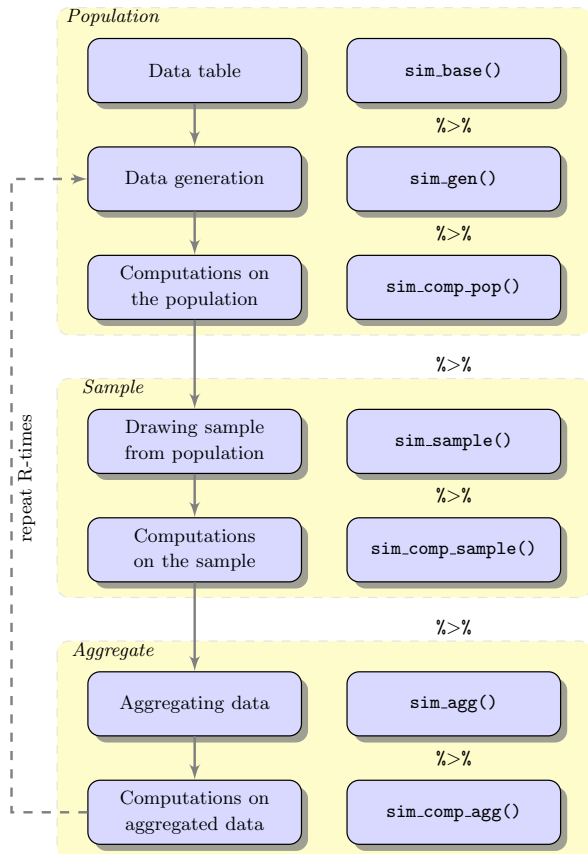 Population
Data table
sim_base()
%>%
Data generation
sim_gen()
%>%
Computations on
the population
sim_comp_pop()
%>%
Sample
Drawing sample
from population
sim_sample()
%>%
Computations
on the sample
sim_comp_sample()
%>%
Aggregate
Aggregating data
sim_agg()
%>%
Computations on
aggregated data
sim_comp_agg()
repeat R-times